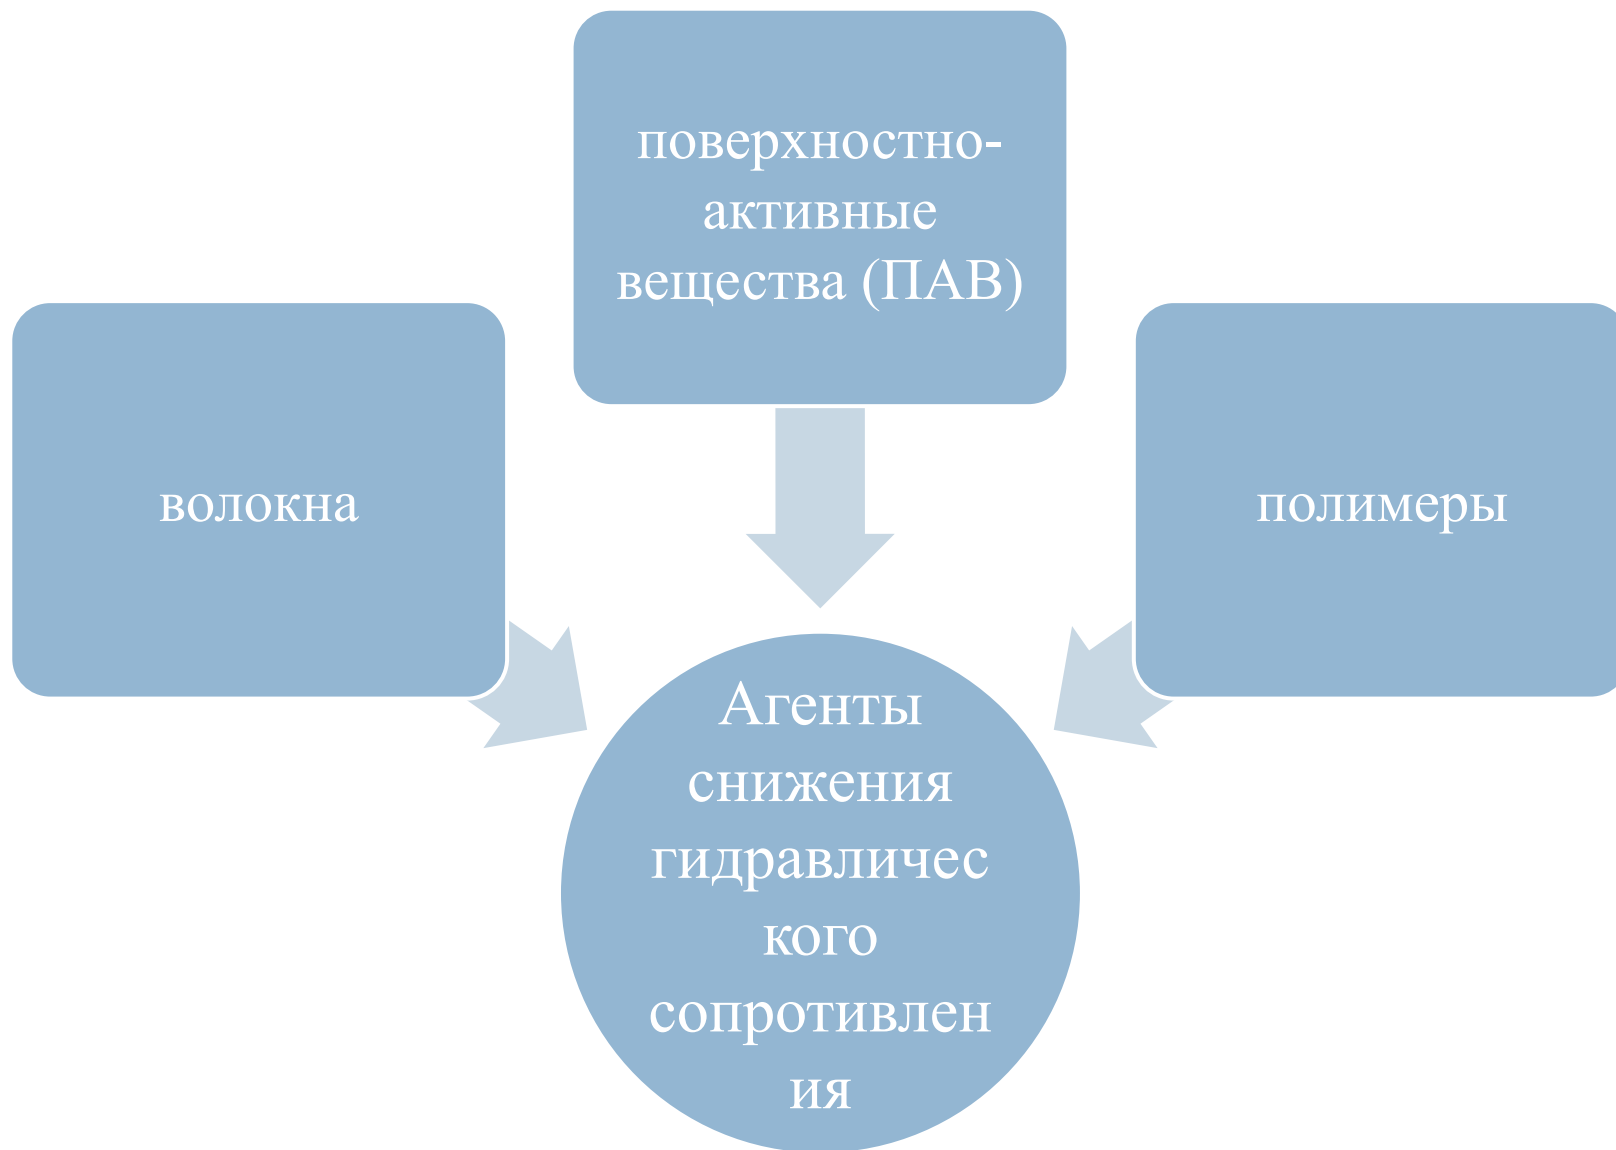 поверхностно-
активные
вещества (ПАВ)
волокна
полимеры
Агенты
снижения
гидравличес
кого
сопротивлен
ия